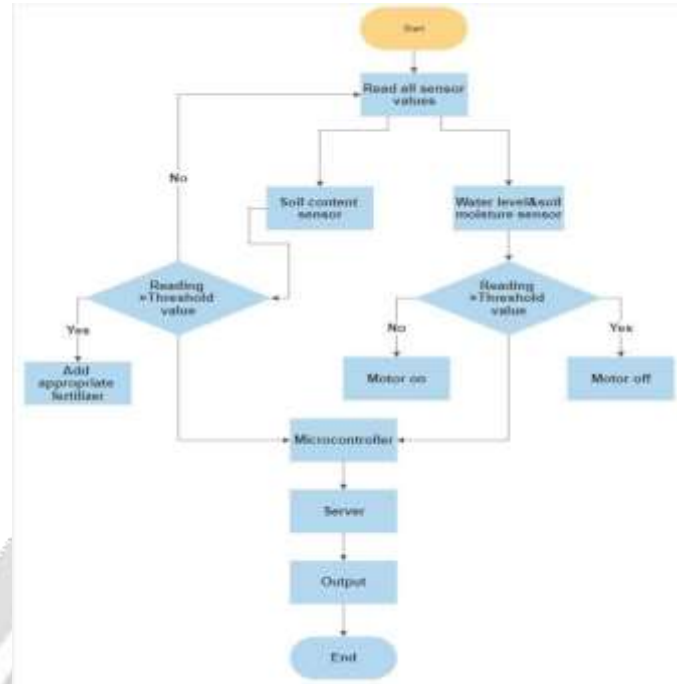 Start
Read all sensor
values
No
Soil content
sensor
Water level&soil
moisture sensor
Reading
>Threshold
value
Reading
>Threshold
value
Yes
No
Yes
Add
appropriate
fertilizer
Motor on
Motor off
Microcontroller
Server
Output
End